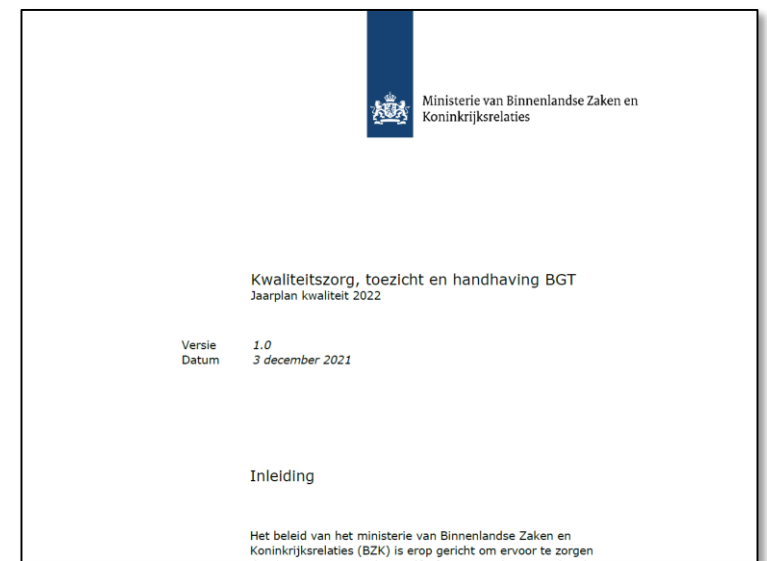 Ministerie van Binnenlandse Zaken en
Koninkrijksrelaties
Kwaliteitszorg, toezicht en handhaving BGT
Jaarplan kwaliteit 2022
Versie 1.0
Datum 3 december 2021
Inleiding
Het beleid van het ministerie van Binnenlandse Zaken en
Koninkrijksrelaties (BZK) is erop gericht om ervoor te zorgen